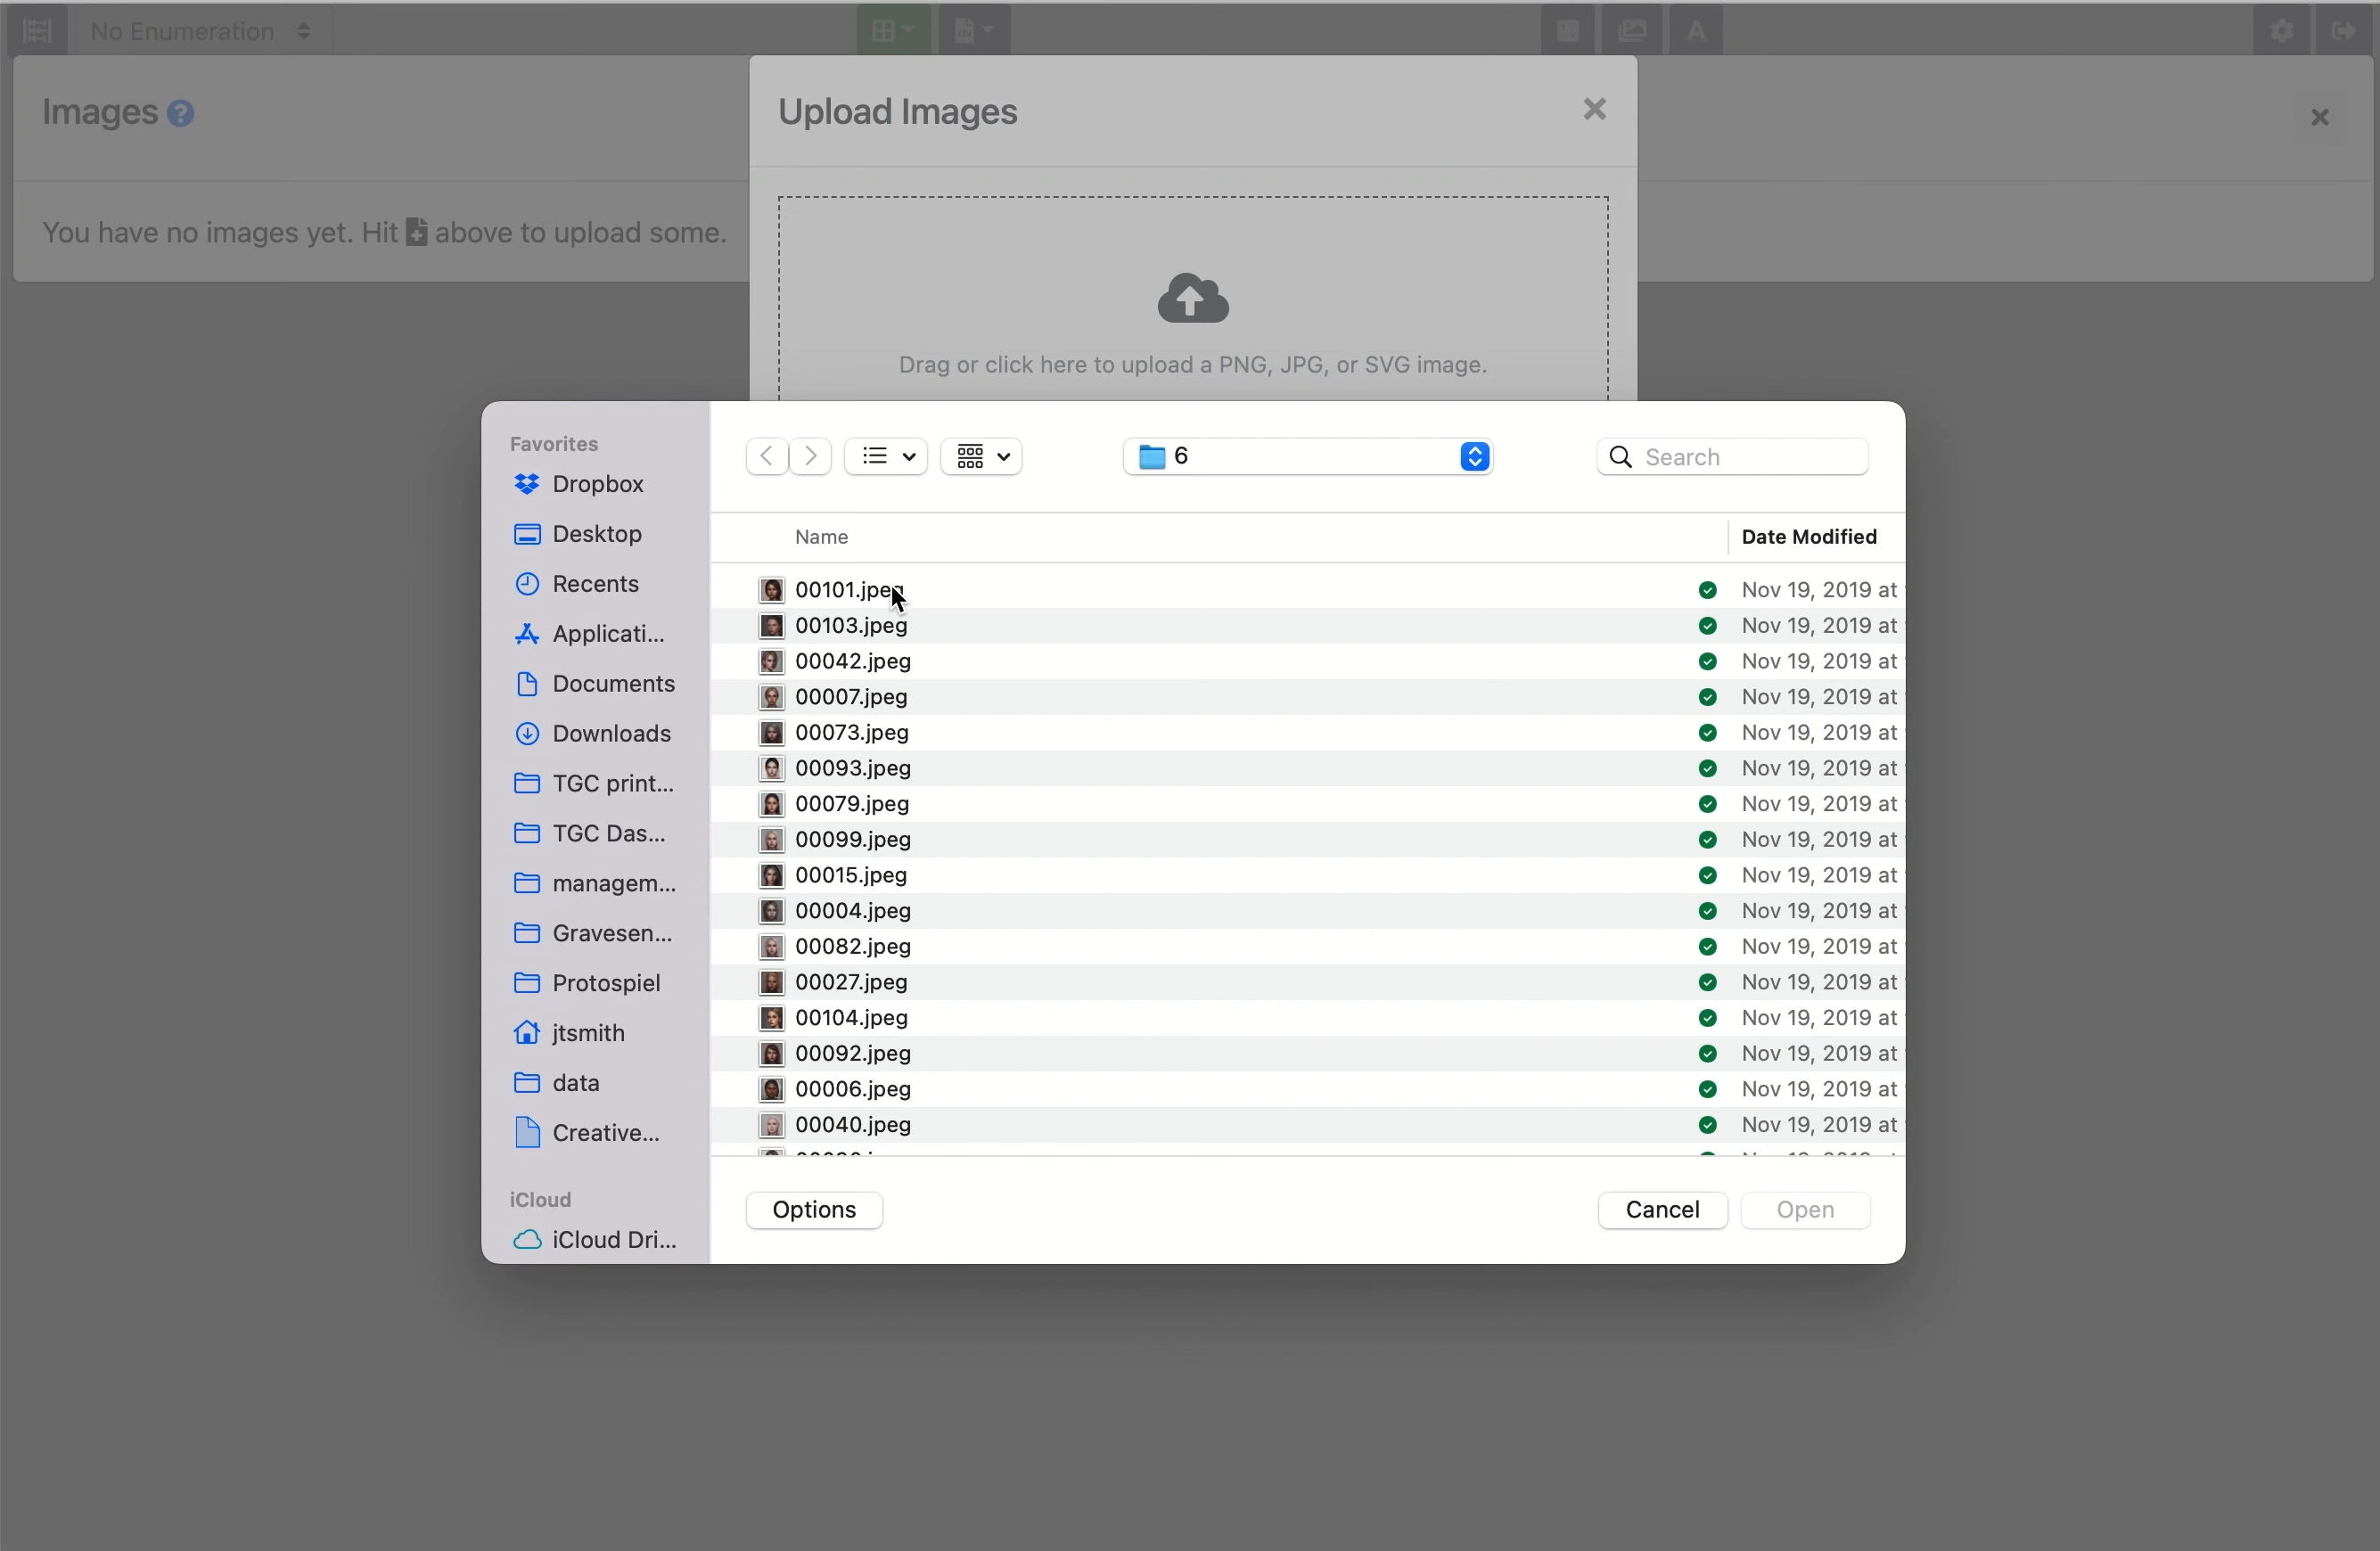 No Enumeration
A
Images ?
Upload Images
You have no images yet. Hit above to upload some.
Drag or click here to upload a PNG, JPG, or SVG image.
Favorites
Dropbox
Desktop
Recents
Applicati...
Documents
Downloads
TGC print...
TGC Das...
managem...
Gravesen...
Protospiel
jtsmith
data
Creative...
iCloud
iCloud Dri...
6
Search
Name Date Modified
00101.jpeg Nov 19, 2019 at
00103.jpeg Nov 19, 2019 at
00042.jpeg Nov 19, 2019 at
00007.jpeg Nov 19, 2019 at
00073.jpeg Nov 19, 2019 at
00093.jpeg Nov 19, 2019 at
00079.jpeg Nov 19, 2019 at
00099.jpeg Nov 19, 2019 at
00015.jpeg Nov 19, 2019 at
00004.jpeg Nov 19, 2019 at
00082.jpeg Nov 19, 2019 at
00027.jpeg Nov 19, 2019 at
00104.jpeg Nov 19, 2019 at
00092.jpeg Nov 19, 2019 at
00006.jpeg Nov 19, 2019 at
00040.jpeg Nov 19, 2019 at
Options Cancel Open